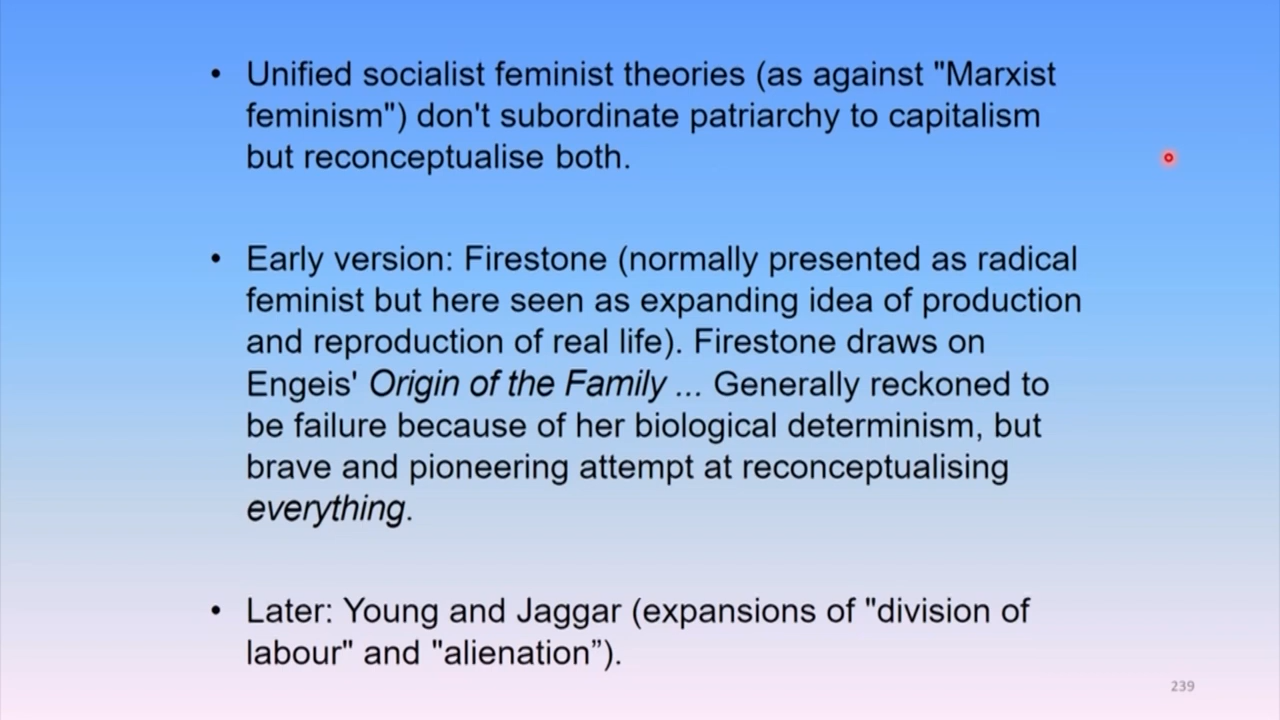 • Unified socialist feminist theories (as against "Marxist
feminism") don't subordinate patriarchy to capitalism
but reconceptualise both.
• Early version: Firestone (normally presented as radical
feminist but here seen as expanding idea of production
and reproduction of real life). Firestone draws on
Engeis' Origin of the Family ... Generally reckoned to
be failure because of her biological determinism, but
brave and pioneering attempt at reconceptualising
everything.
• Later: Young and Jaggar (expansions of "division of
labour" and "alienation”).
239